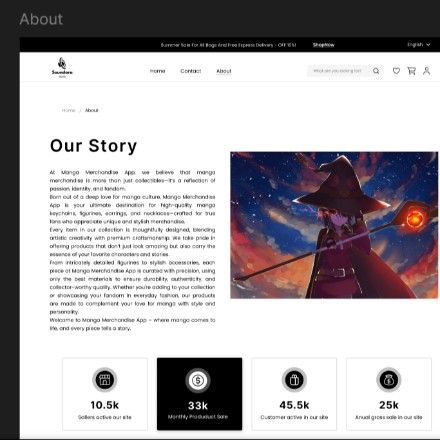 About
Summer Sale For All Bags And Free Express Delivery - OFF 15%!
ShopNow
English
Saundara
Home
Contact
About
What are you looking for?
Home / About
Our Story
At Manga Merchandise App, we believe that manga
merchandise is more than just collectibles—it's a reflection of
passion, identity, and fandom.
Born out of a deep love for manga culture, Manga Merchandise
App is your ultimate destination for high-quality manga
keychains, figurines, earrings, and necklaces—crafted for true
fans who appreciate unique and stylish merchandise.
Every item in our collection is thoughtfully designed, blending
artistic creativity with premium craftsmanship. We take pride in
offering products that don't just look amazing but also carry the
essence of your favorite characters and stories.
From intricately detailed figurines to stylish accessories, each
piece at Manga Merchandise App is curated with precision, using
only the best materials to ensure durability, authenticity, and
collector-worthy quality. Whether you're adding to your collection
or showcasing your fandom in everyday fashion, our products
are made to complement your love for manga with style and
personality.
Welcome to Manga Merchandise App – where manga comes to
life, and every piece tells a story.
10.5k
Sallers active our site
33k
Monthly Produduct Sale
45.5k
Customer active in our site
25k
Anual gross sale in our site